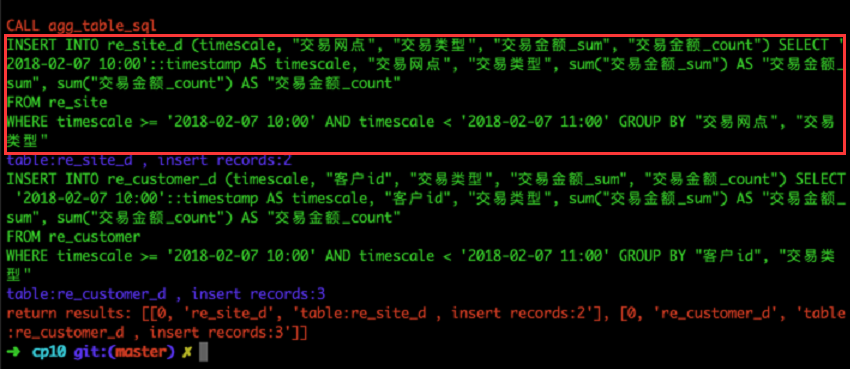 CALL agg_table_sql
INSERT INTO re_site_d (timescale, "交易网点", "交易类型", "交易金额_sum", "交易金额_count") SELECT '
2018-02-07 10:00'::timestamp AS timescale, "交易网点", "交易类型", sum("交易金额_sum") AS "交易金额_
sum", sum("交易金额_count") AS "交易金额_count"
FROM re_site
WHERE timescale >= '2018-02-07 10:00' AND timescale < '2018-02-07 11:00' GROUP BY "交易网点", "交易
类型"
table:re_site_d , insert records:2
INSERT INTO re_customer_d (timescale, "客户id", "交易类型", "交易金额_sum", "交易金额_count") SELECT
'2018-02-07 10:00'::timestamp AS timescale, "客户id", "交易类型", sum("交易金额_sum") AS "交易金额_
sum", sum("交易金额_count") AS "交易金额_count"
FROM re_customer
WHERE timescale >= '2018-02-07 10:00' AND timescale < '2018-02-07 11:00' GROUP BY "客户id", "交易类
型"
table:re_customer_d , insert records:3
return results: [[0, 're_site_d', 'table:re_site_d , insert records:2'], [0, 're_customer_d', 'table
:re_customer_d , insert records:3']]
➜ cp10 git:(master) ✗